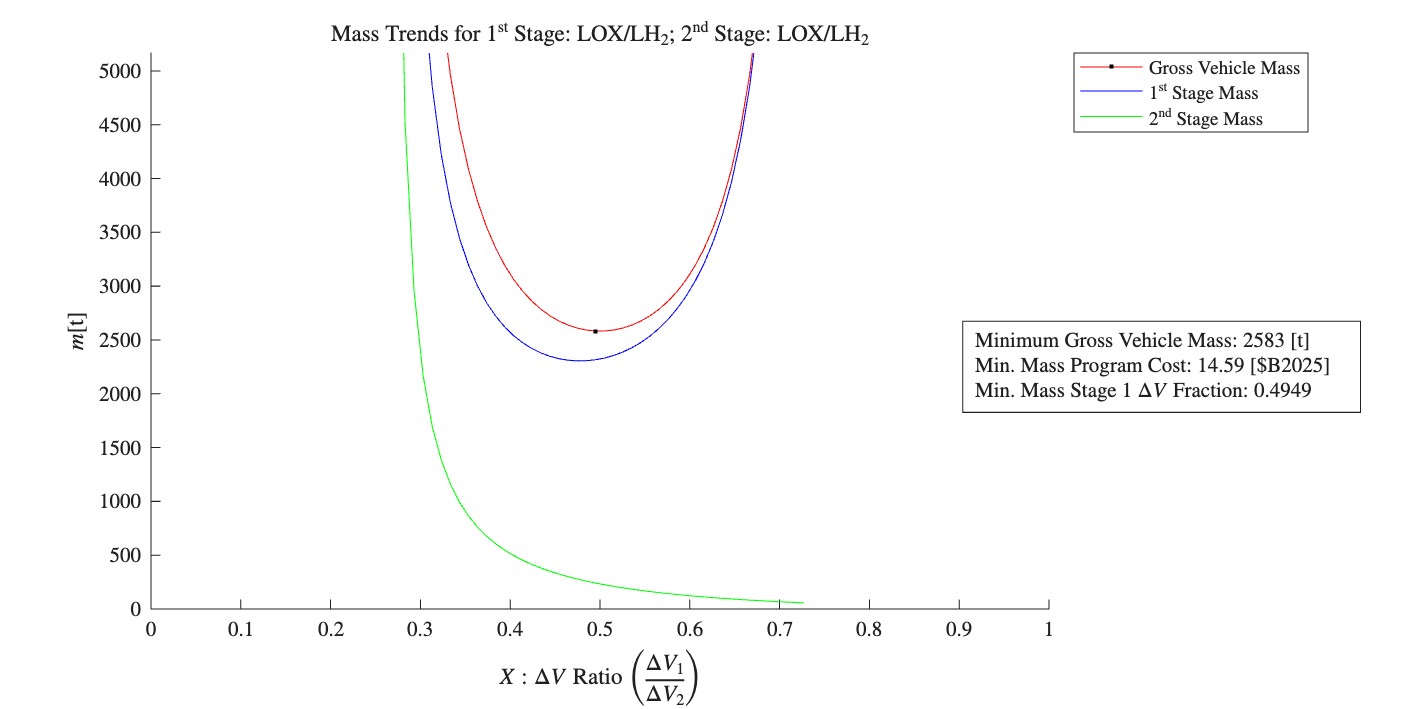 Mass Trends for 1st Stage: LOX/LH2; 2nd Stage: LOX/LH2
Gross Vehicle Mass
1st Stage Mass
2nd Stage Mass
5000
4500
4000
3500
3000
2500
2000
1500
1000
500
0
m[t]
Minimum Gross Vehicle Mass: 2583 [t]
Min. Mass Program Cost: 14.59 [$B2025]
Min. Mass Stage 1 ΔV Fraction: 0.4949
0 0.1 0.2 0.3 0.4 0.5 0.6 0.7 0.8 0.9 1
X : ΔV Ratio (ΔV1/ΔV2)